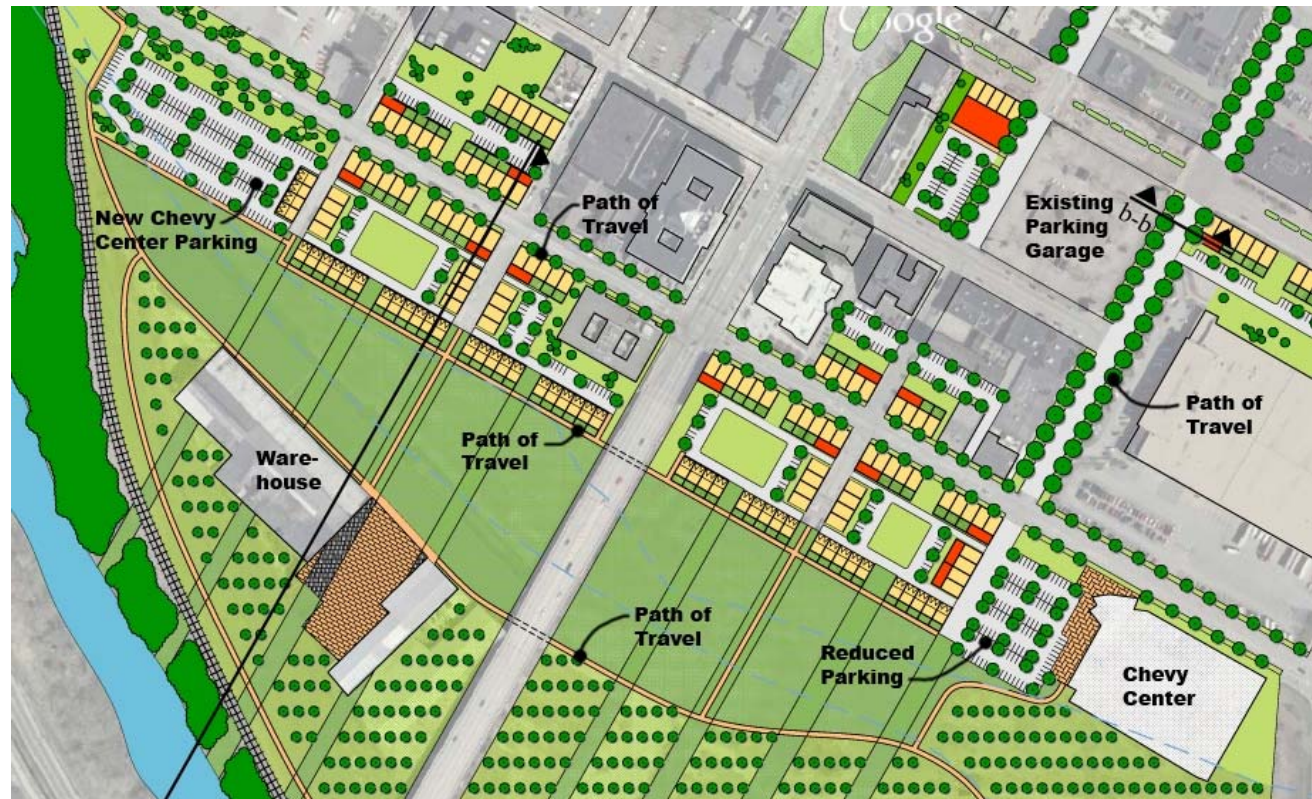 Google
New Chevy
Center Parking
Path of
Travel
Existing
Parking
Garage
b-b
Path of
Travel
Path of
Travel
Ware-
house
Path of
Travel
Reduced
Parking
Chevy
Center